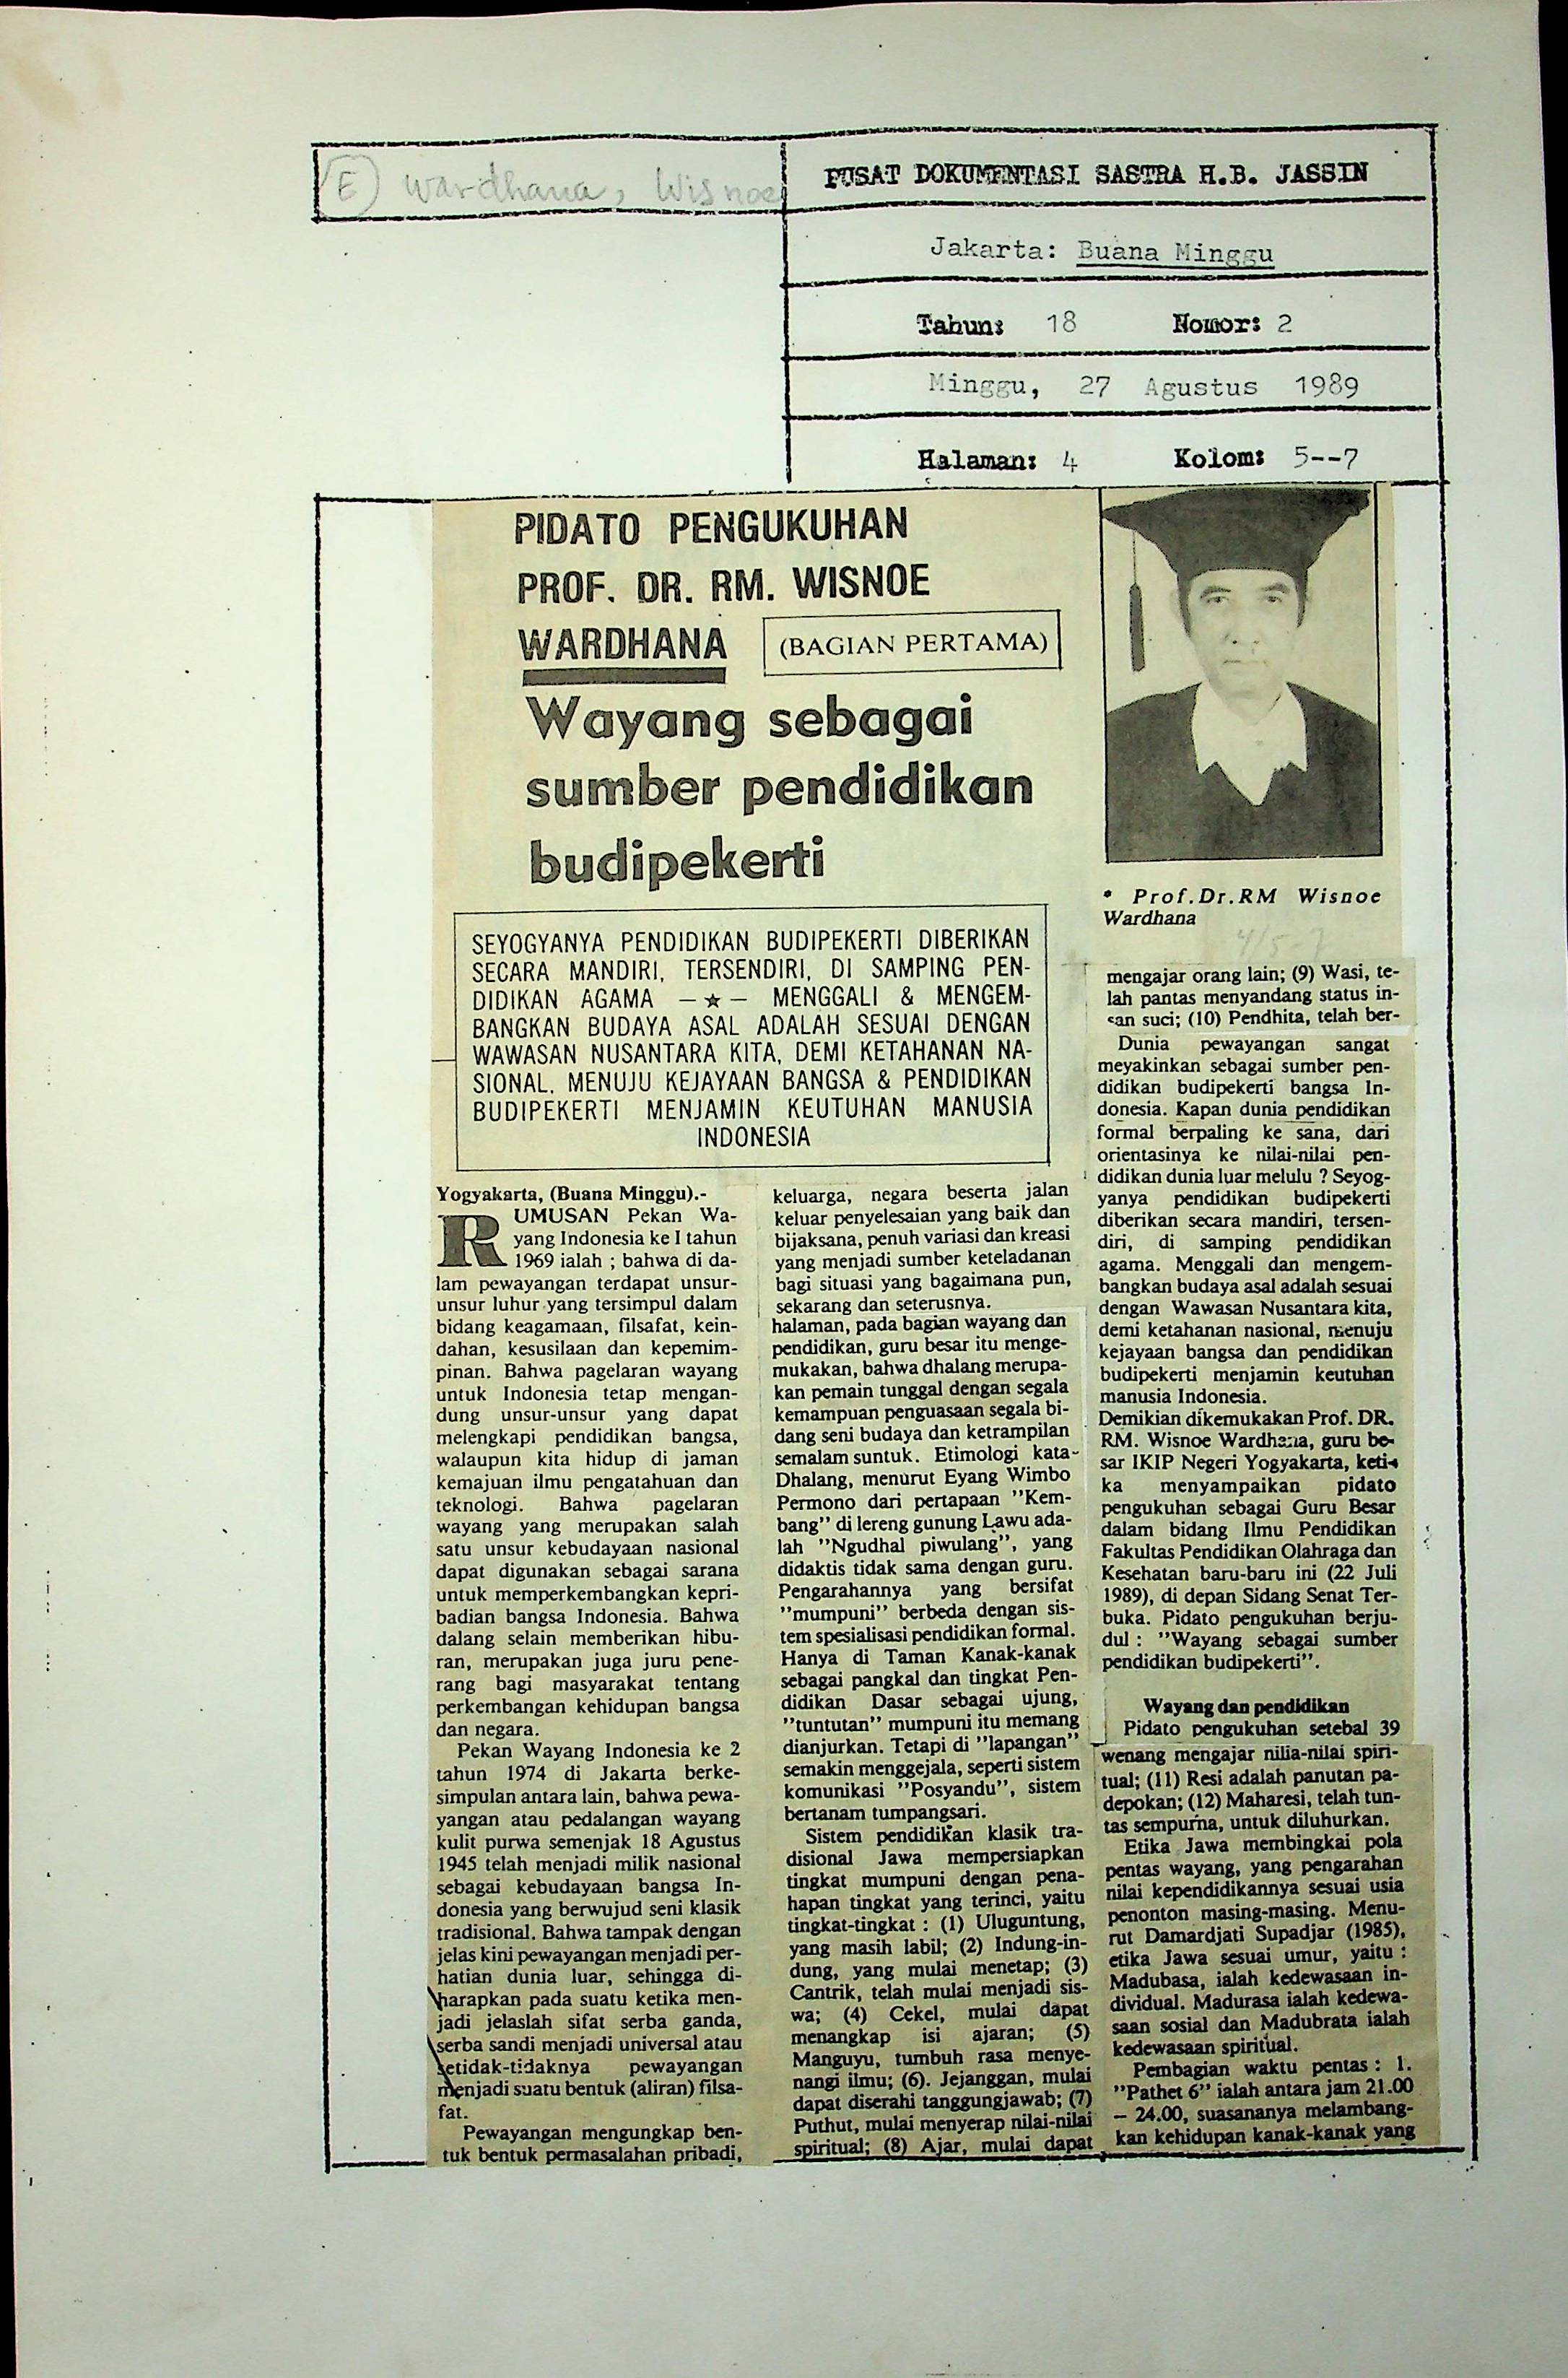 (E) Wardhana, Wisnoe
PUSAT DOKUMENTASI SASTRA H.B. JASSIN
Jakarta: Buana Minggu
Tahun: 18 Nomor: 2
Minggu, 27 Agustus 1989
Halaman: 4 Kolom: 5--7
PIDATO PENGUKUHAN
PROF. DR. RM. WISNOE
WARDHANA (BAGIAN PERTAMA)
Wayang sebagai
sumber pendidikan
budipekerti
SEYOGYANYA PENDIDIKAN BUDIPEKERTI DIBERIKAN
SECARA MANDIRI, TERSENDIRI, DI SAMPING PEN-
DIDIKAN AGAMA —☆— MENGGALI & MENGEM-
BANGKAN BUDAYA ASAL ADALAH SESUAI DENGAN
WAWASAN NUSANTARA KITA, DEMI KETAHANAN NA-
SIONAL. MENUJU KEJAYAAN BANGSA & PENDIDIKAN
BUDIPEKERTI MENJAMIN KEUTUHAN MANUSIA
INDONESIA
Yogyakarta, (Buana Minggu).-
RUMUSAN Pekan Wa-
yang Indonesia ke I tahun
1969 ialah ; bahwa di da-
lam pewayangan terdapat unsur-
unsur luhur yang tersimpul dalam
bidang keagamaan, filsafat, kein-
dahan, kesusilaan dan kepemim-
pinan. Bahwa pagelaran wayang
untuk Indonesia tetap mengan-
dung unsur-unsur yang dapat
melengkapi pendidikan bangsa,
walaupun kita hidup di jaman
kemajuan ilmu pengatahuan dan
teknologi. Bahwa pagelaran
wayang yang merupakan salah
satu unsur kebudayaan nasional
dapat digunakan sebagai sarana
untuk memperkembangkan kepri-
badian bangsa Indonesia. Bahwa
dalang selain memberikan hibu-
ran, merupakan juga juru pene-
rang bagi masyarakat tentang
perkembangan kehidupan bangsa
dan negara.
Pekan Wayang Indonesia ke 2
tahun 1974 di Jakarta berke-
simpulan antara lain, bahwa pewa-
yangan atau pedalangan wayang
kulit purwa semenjak 18 Agustus
1945 telah menjadi milik nasional
sebagai kebudayaan bangsa In-
donesia yang berwujud seni klasik
tradisional. Bahwa tampak dengan
jelas kini pewayangan menjadi per-
hatian dunia luar, sehingga di-
harapkan pada suatu ketika men-
jadi jelaslah sifat serba ganda,
serba sandi menjadi universal atau
setidak-tidaknya pewayangan
menjadi suatu bentuk (aliran) filsa-
fat.
Pewayangan mengungkap ben-
tuk bentuk permasalahan pribadi,
keluarga, negara beserta jalan
keluar penyelesaian yang baik dan
bijaksana, penuh variasi dan kreasi
yang menjadi sumber keteladanan
bagi situasi yang bagaimana pun,
sekarang dan seterusnya.
halaman, pada bagian wayang dan
pendidikan, guru besar itu menge-
mukakan, bahwa dhalang merupa-
kan pemain tunggal dengan segala
kemampuan penguasaan segala bi-
dang seni budaya dan ketrampilan
semalam suntuk. Etimologi kata-
Dhalang, menurut Eyang Wimbo
Permono dari pertapaan ''Kem-
bang'' di lereng gunung Lawu ada-
lah ''Ngudhal piwulang'', yang
didaktis tidak sama dengan guru.
Pengarahannya yang bersifat
''mumpuni'' berbeda dengan sis-
tem spesialisasi pendidikan formal.
Hanya di Taman Kanak-kanak
sebagai pangkal dan tingkat Pen-
didikan Dasar sebagai ujung,
''tuntutan'' mumpuni itu memang
dianjurkan. Tetapi di ''lapangan''
semakin menggejala, seperti sistem
komunikasi ''Posyandu'', sistem
bertanam tumpangsari.
Sistem pendidikan klasik tra-
disional Jawa mempersiapkan
tingkat mumpuni dengan pena-
hapan tingkat yang terinci, yaitu
tingkat-tingkat : (1) Uluguntung,
yang masih labil; (2) Indung-in-
dung, yang mulai menetap; (3)
Cantrik, telah mulai menjadi sis-
wa; (4) Cekel, mulai dapat
menangkap isi ajaran; (5)
Manguyu, tumbuh rasa menye-
nangi ilmu; (6). Jejanggan, mulai
dapat diserahi tanggungjawab; (7)
Puthut, mulai menyerap nilai-nilai
spiritual; (8) Ajar, mulai dapat
* Prof.Dr.RM Wisnoe
Wardhana
4/5-7
mengajar orang lain; (9) Wasi, te-
lah pantas menyandang status in-
san suci; (10) Pendhita, telah ber-
Dunia pewayangan sangat
meyakinkan sebagai sumber pen-
didikan budipekerti bangsa In-
donesia. Kapan dunia pendidikan
formal berpaling ke sana, dari
orientasinya ke nilai-nilai pen-
didikan dunia luar melulu ? Seyog-
yanya pendidikan budipekerti
diberikan secara mandiri, tersen-
diri, di samping pendidikan
agama. Menggali dan mengem-
bangkan budaya asal adalah sesuai
dengan Wawasan Nusantara kita,
demi ketahanan nasional, menuju
kejayaan bangsa dan pendidikan
budipekerti menjamin keutuhan
manusia Indonesia.
Demikian dikemukakan Prof. DR.
RM. Wisnoe Wardhana, guru be-
sar IKIP Negeri Yogyakarta, keti-
ka menyampaikan pidato
pengukuhan sebagai Guru Besar
dalam bidang Ilmu Pendidikan
Fakultas Pendidikan Olahraga dan
Kesehatan baru-baru ini (22 Juli
1989), di depan Sidang Senat Ter-
buka. Pidato pengukuhan berju-
dul : ''Wayang sebagai sumber
pendidikan budipekerti''.
Wayang dan pendidikan
Pidato pengukuhan setebal 39
wenang mengajar nilia-nilai spiri-
tual; (11) Resi adalah panutan pa-
depokan; (12) Maharesi, telah tun-
tas sempurna, untuk diluhurkan.
Etika Jawa membingkai pola
pentas wayang, yang pengarahan
nilai kependidikannya sesuai usia
penonton masing-masing. Menu-
rut Damardjati Supadjar (1985),
etika Jawa sesuai umur, yaitu :
Madubasa, ialah kedewasaan in-
dividual. Madurasa ialah kedewa-
saan sosial dan Madubrata ialah
kedewasaan spiritual.
Pembagian waktu pentas : 1.
''Pathet 6'' ialah antara jam 21.00
– 24.00, suasananya melambang-
kan kehidupan kanak-kanak yang